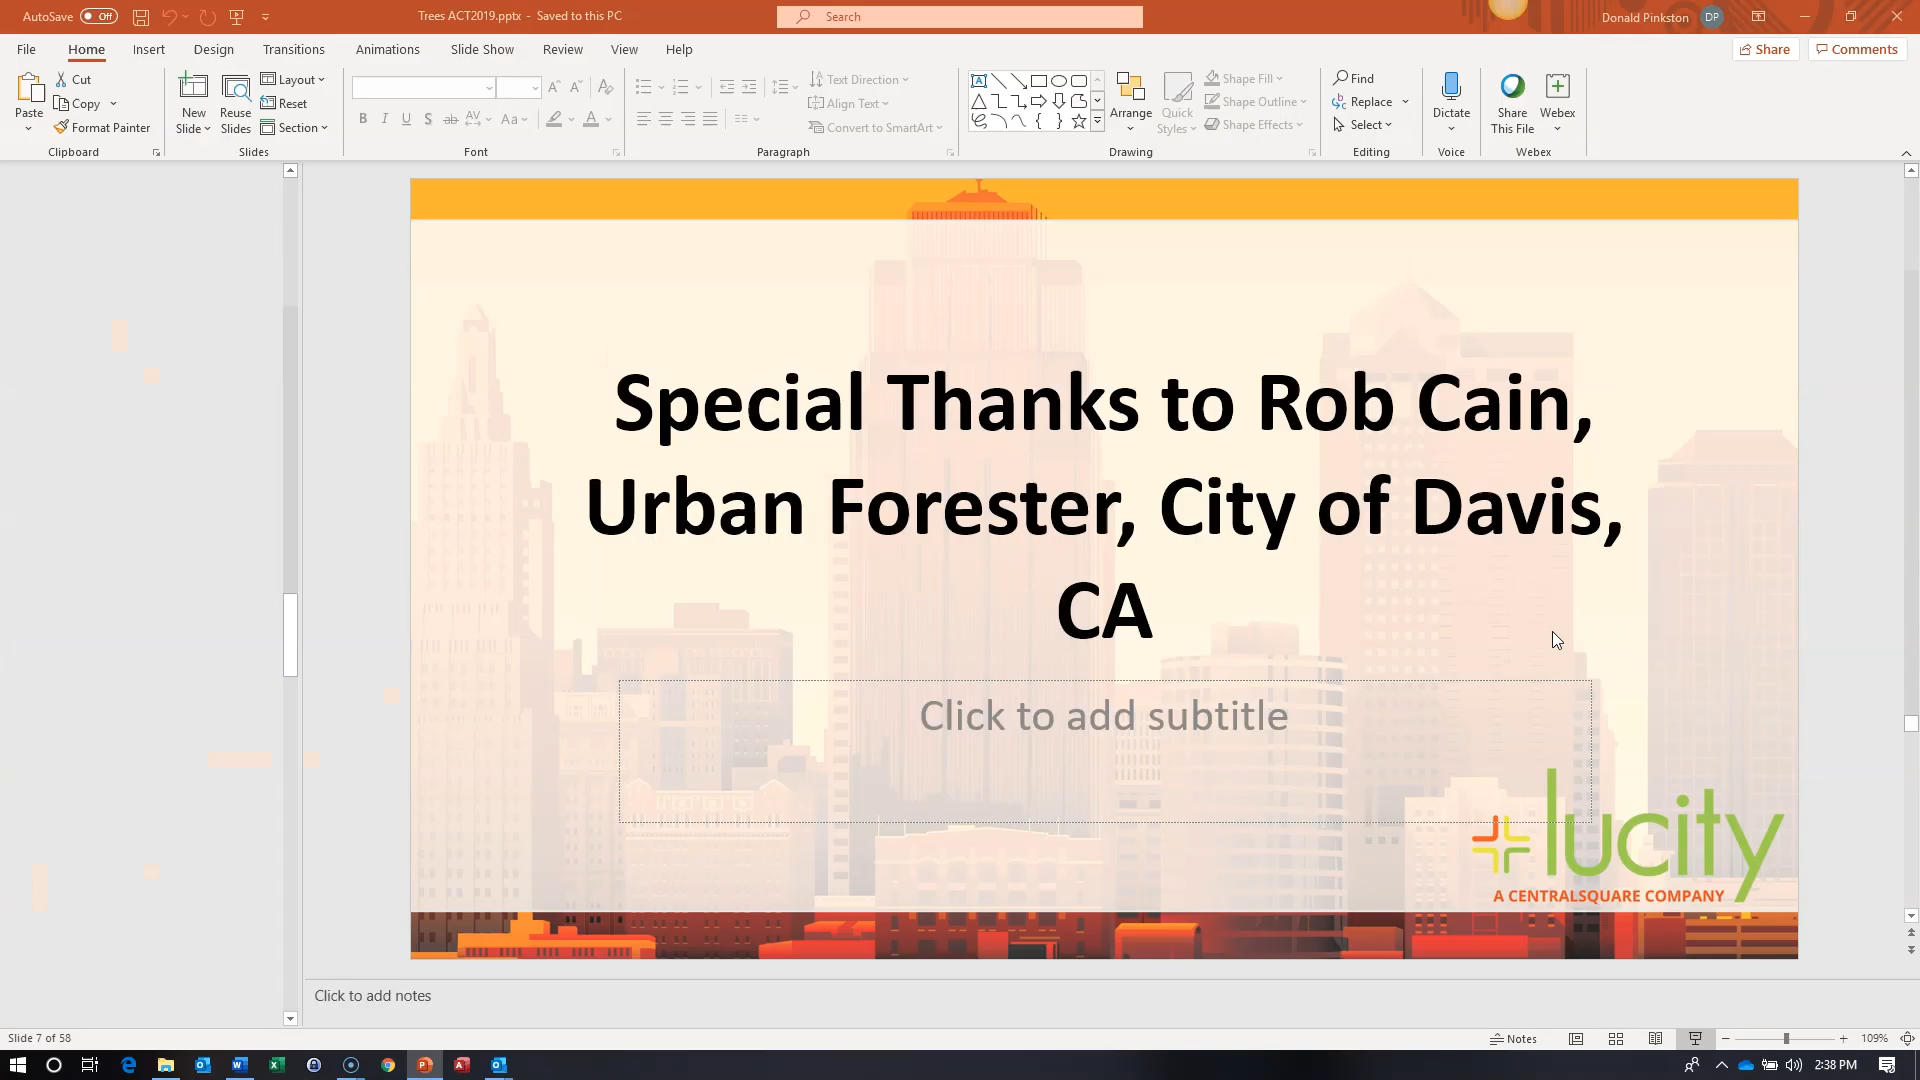 AutoSave Off
Trees ACT2019.pptx - Saved to this PC
Search
Donald Pinkston DP
File Home Insert Design Transitions Animations Slide Show Review View Help
Share Comments
Paste
Cut
Copy
Format Painter
Clipboard
New Slide
Reuse Slides
Layout
Reset
Section
Slides
B I U S ab AV Aa A
Font
Text Direction
Align Text
Convert to SmartArt
Paragraph
Arrange
Quick Styles
Shape Fill
Shape Outline
Shape Effects
Drawing
Find
Replace
Select
Editing
Dictate
Voice
Share This File
Webex
Webex
Special Thanks to Rob Cain,
Urban Forester, City of Davis,
CA
Click to add subtitle
lucity
A CENTRALSQUARE COMPANY
Click to add notes
Slide 7 of 58
Notes
109%
2:38 PM